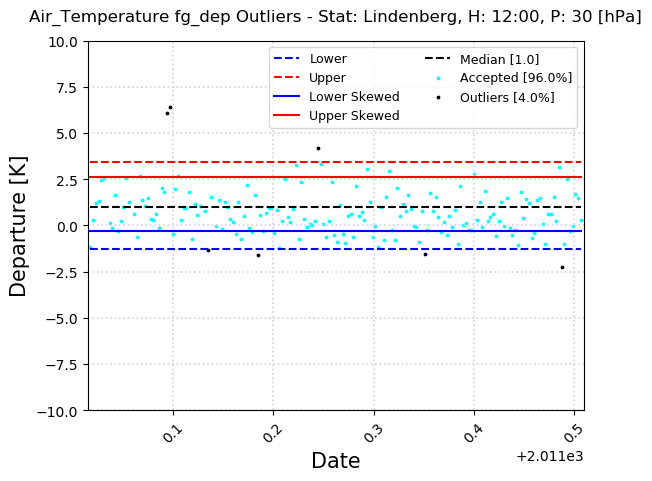 Air_Temperature fg_dep Outliers - Stat: Lindenberg, H: 12:00, P: 30 [hPa]
Lower
Upper
Lower Skewed
Upper Skewed
Median [1.0]
Accepted [96.0%]
Outliers [4.0%]
Departure [K]
10.0
7.5
5.0
2.5
0.0
−2.5
−5.0
−7.5
−10.0
0.1
0.2
0.3
0.4
0.5
+2.011e3
Date